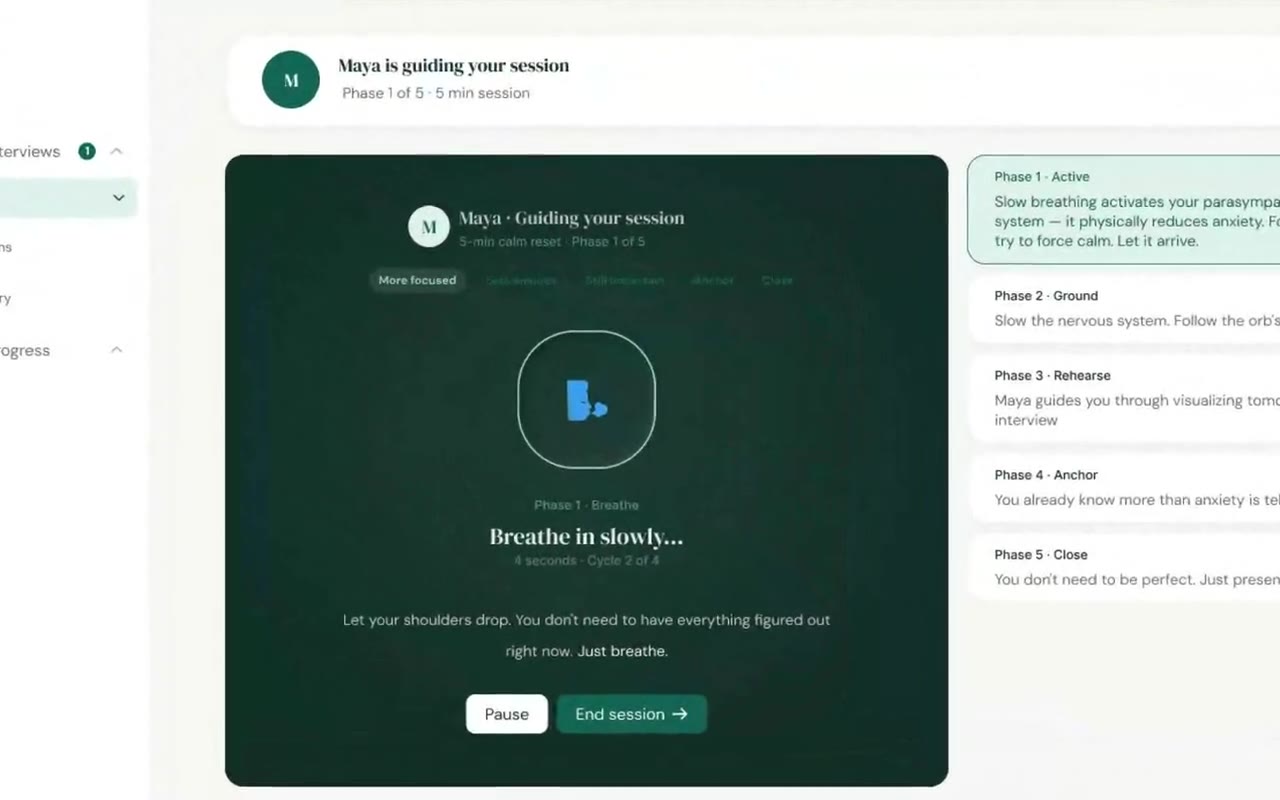 M
Maya is guiding your session
Phase 1 of 5 · 5 min session
terviews 1
ns
ry
ogress
M
Maya · Guiding your session
5-min calm reset · Phase 1 of 5
More focused Anchor Close
Phase 1 · Breathe
Breathe in slowly...
4 seconds · Cycle 2 of 4
Let your shoulders drop. You don't need to have everything figured out
right now. Just breathe.
Pause
End session →
Phase 1 · Active
Slow breathing activates your parasympa
system — it physically reduces anxiety. Fo
try to force calm. Let it arrive.
Phase 2 · Ground
Slow the nervous system. Follow the orb's
Phase 3 · Rehearse
Maya guides you through visualizing tomo
interview
Phase 4 · Anchor
You already know more than anxiety is tel
Phase 5 · Close
You don't need to be perfect. Just presen